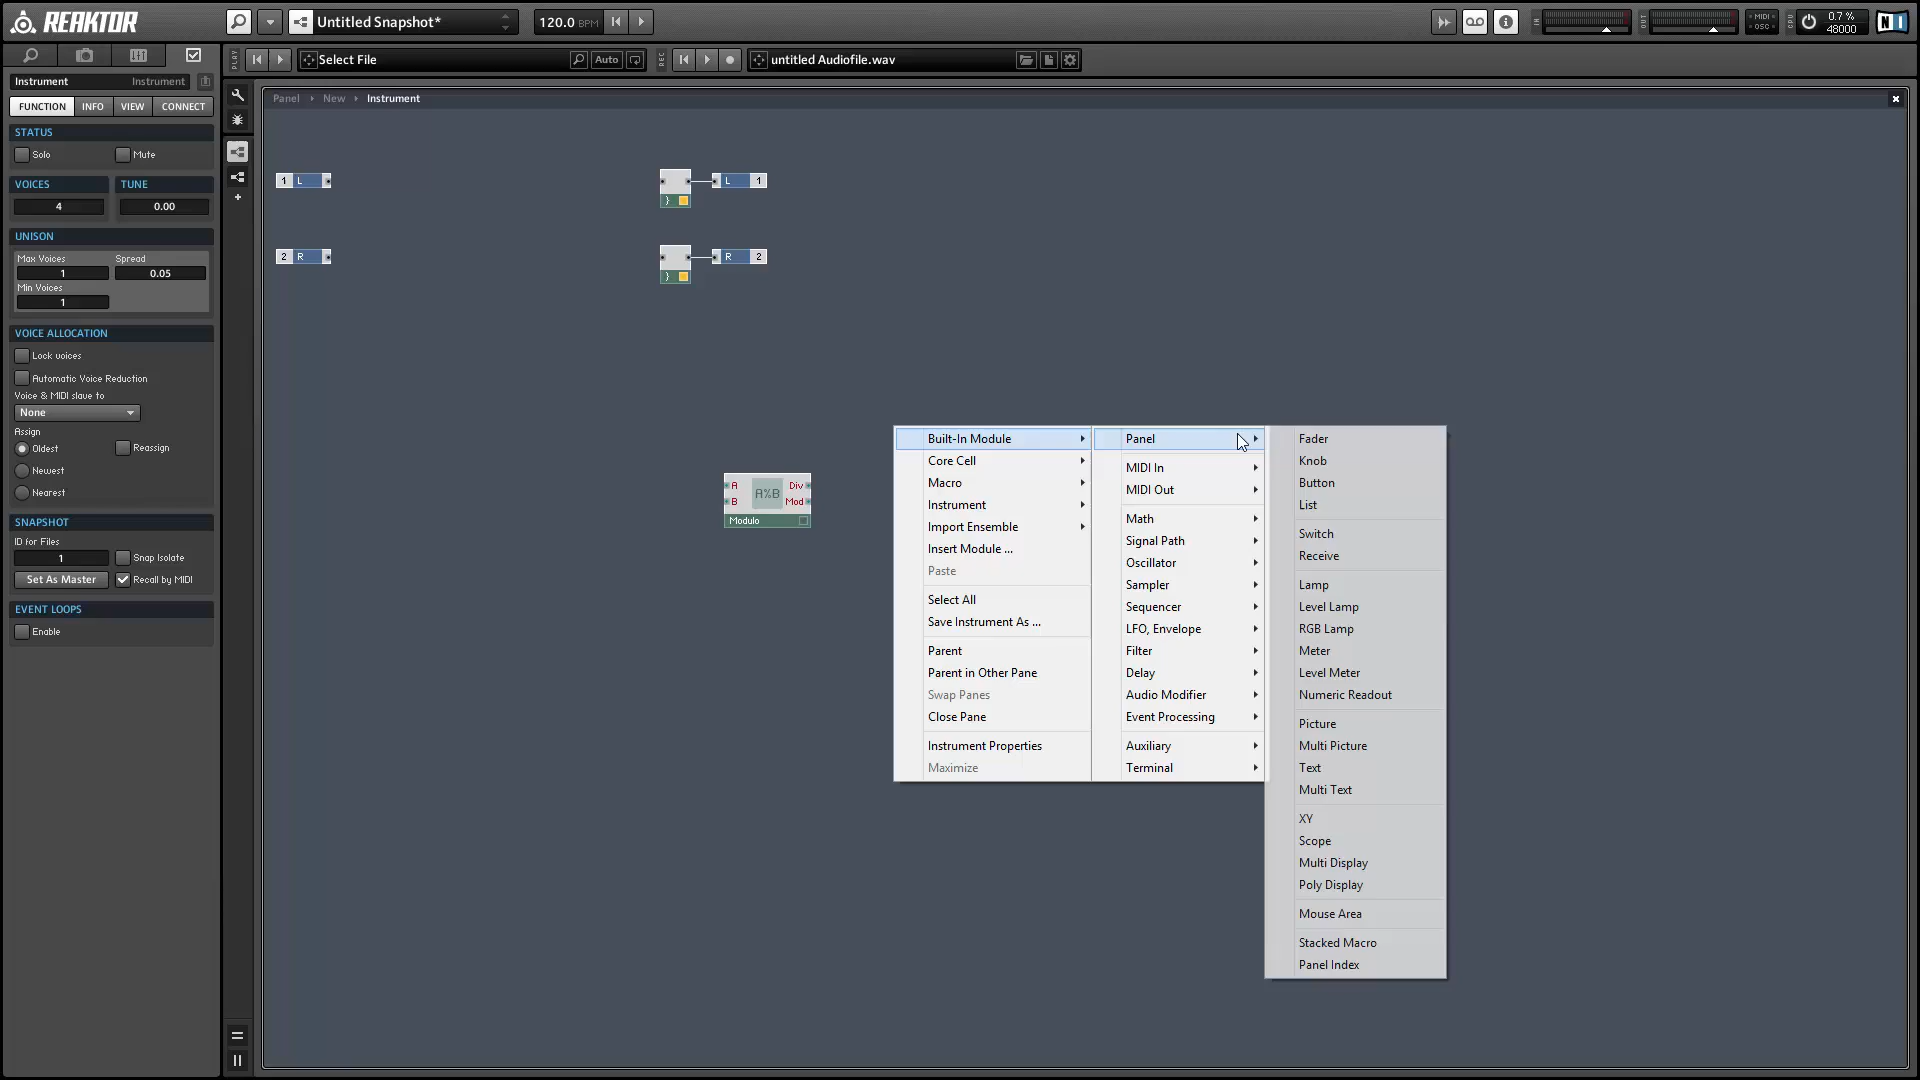 REAKTOR
Untitled Snapshot*
120.0 BPM
IN
OUT
MIDI
OSC
CPU
0.7 %
48000
NI
PLAY
Select File
Auto
REC
untitled Audiofile.wav
Instrument Instrument
FUNCTION INFO VIEW CONNECT
STATUS
Solo Mute
VOICES TUNE
4 0.00
UNISON
Max Voices Spread
1 0.05
Min Voices
1
VOICE ALLOCATION
Lock voices
Automatic Voice Reduction
Voice & MIDI slave to
None
Assign
Oldest Reassign
Newest
Nearest
SNAPSHOT
ID for Files
1 Snap Isolate
Set As Master Recall by MIDI
EVENT LOOPS
Enable
Panel New Instrument
1 L
L 1
2 R
R 2
A A%B Div
B Mod
Modulo
Built-In Module
Core Cell
Macro
Instrument
Import Ensemble
Insert Module ...
Paste
Select All
Save Instrument As ...
Parent
Parent in Other Pane
Swap Panes
Close Pane
Instrument Properties
Maximize
Panel
MIDI In
MIDI Out
Math
Signal Path
Oscillator
Sampler
Sequencer
LFO, Envelope
Filter
Delay
Audio Modifier
Event Processing
Auxiliary
Terminal
Fader
Knob
Button
List
Switch
Receive
Lamp
Level Lamp
RGB Lamp
Meter
Level Meter
Numeric Readout
Picture
Multi Picture
Text
Multi Text
XY
Scope
Multi Display
Poly Display
Mouse Area
Stacked Macro
Panel Index